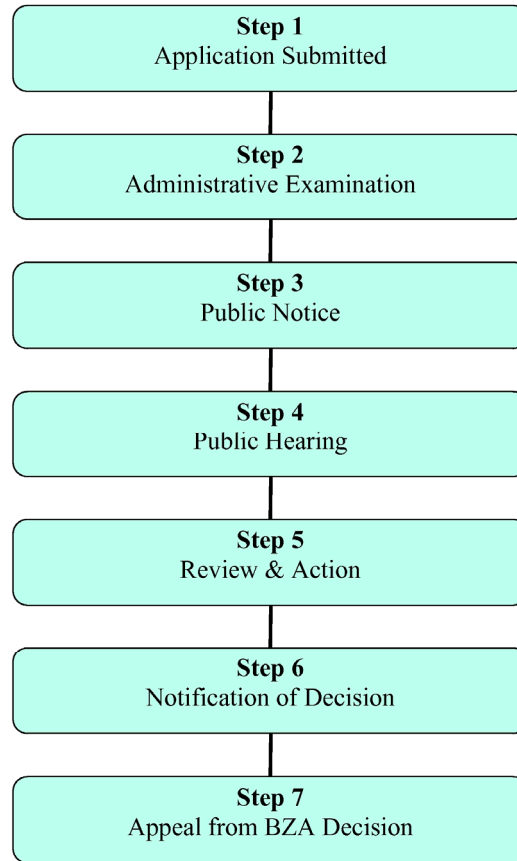 Step 1
Application Submitted
Step 2
Administrative Examination
Step 3
Public Notice
Step 4
Public Hearing
Step 5
Review & Action
Step 6
Notification of Decision
Step 7
Appeal from BZA Decision